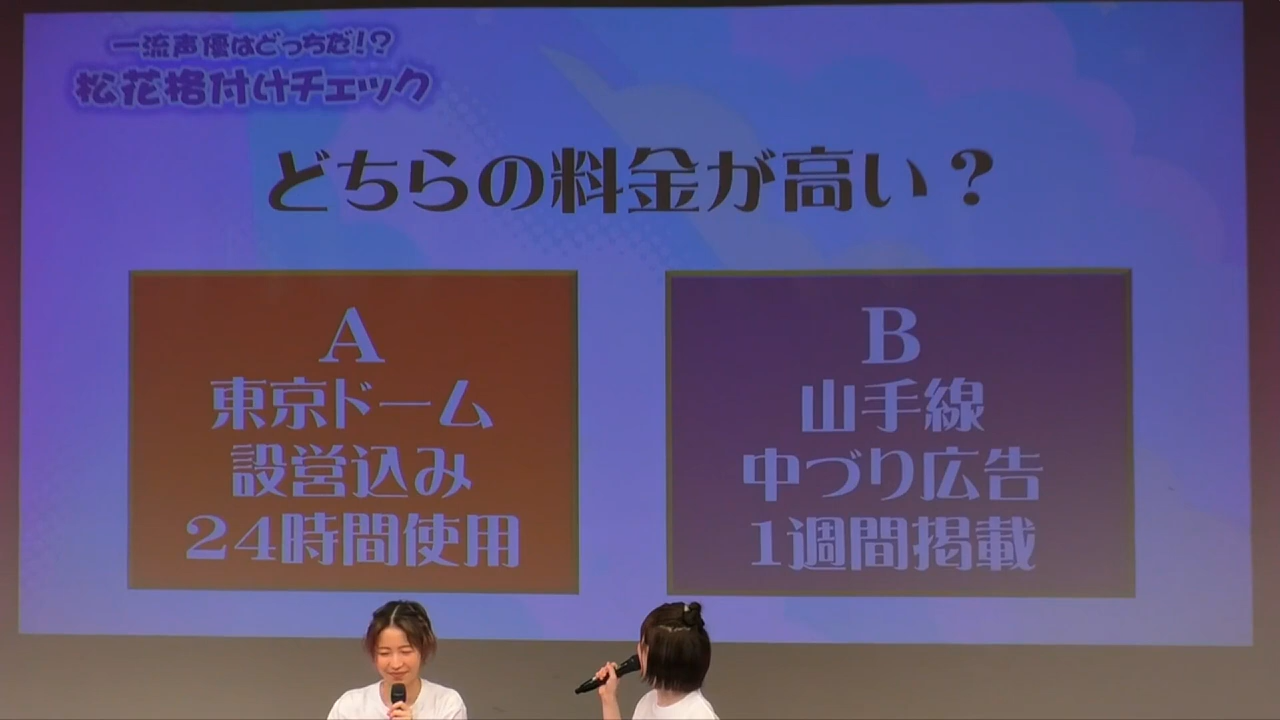 一流声優はどっちだ!?
松花格付けチェック
どちらの料金が高い？
A
東京ドーム
設営込み
24時間使用
B
山手線
中づり広告
1週間掲載